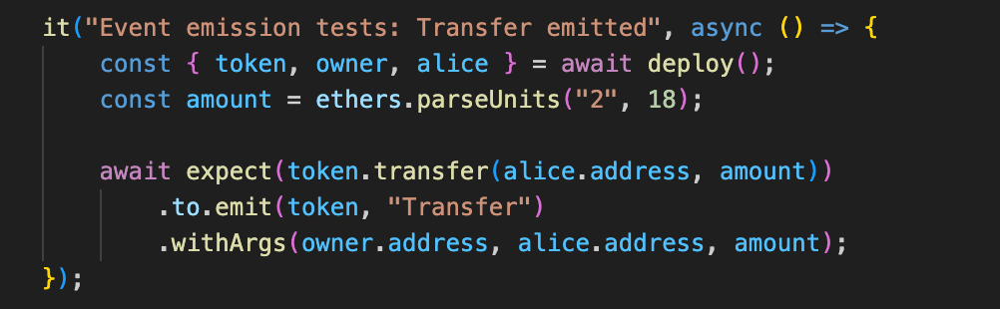 it("Event emission tests: Transfer emitted", async () => {
    const { token, owner, alice } = await deploy();
    const amount = ethers.parseUnits("2", 18);

    await expect(token.transfer(alice.address, amount))
        .to.emit(token, "Transfer")
        .withArgs(owner.address, alice.address, amount);
});